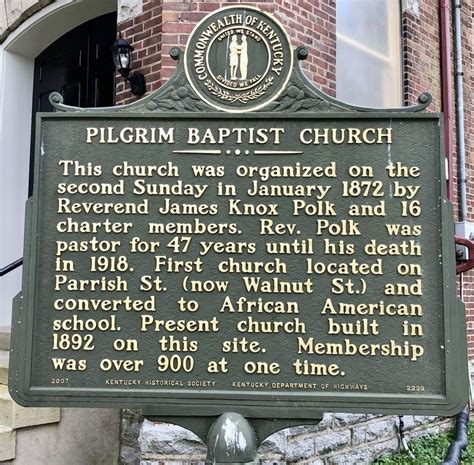 COMMONWEALTH OF KENTUCKY
UNITED WE STAND
DIVIDED WE FALL
PILGRIM BAPTIST CHURCH
This church was organized on the
second Sunday in January 1872 by
Reverend James Knox Polk and 16
charter members. Rev. Polk was
pastor for 47 years until his death
in 1918. First church located on
Parrish St. (now Walnut St.) and
converted to African American
school. Present church built in
1892 on this site. Membership
was over 900 at one time.
2007 KENTUCKY HISTORICAL SOCIETY KENTUCKY DEPARTMENT OF HIGHWAYS 2239